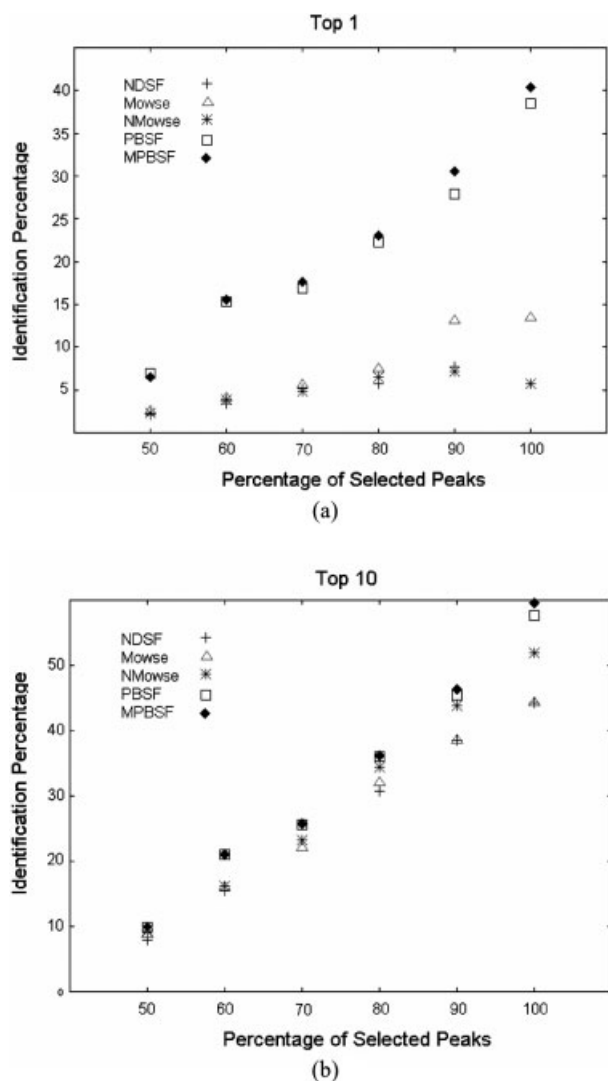 Top 1
NDSF
Mowse
NMowse
PBSF
MPBSF
Identification Percentage
40
35
30
25
20
15
10
5
50 60 70 80 90 100
Percentage of Selected Peaks
(a)
Top 10
NDSF
Mowse
NMowse
PBSF
MPBSF
Identification Percentage
50
40
30
20
10
0
50 60 70 80 90 100
Percentage of Selected Peaks
(b)